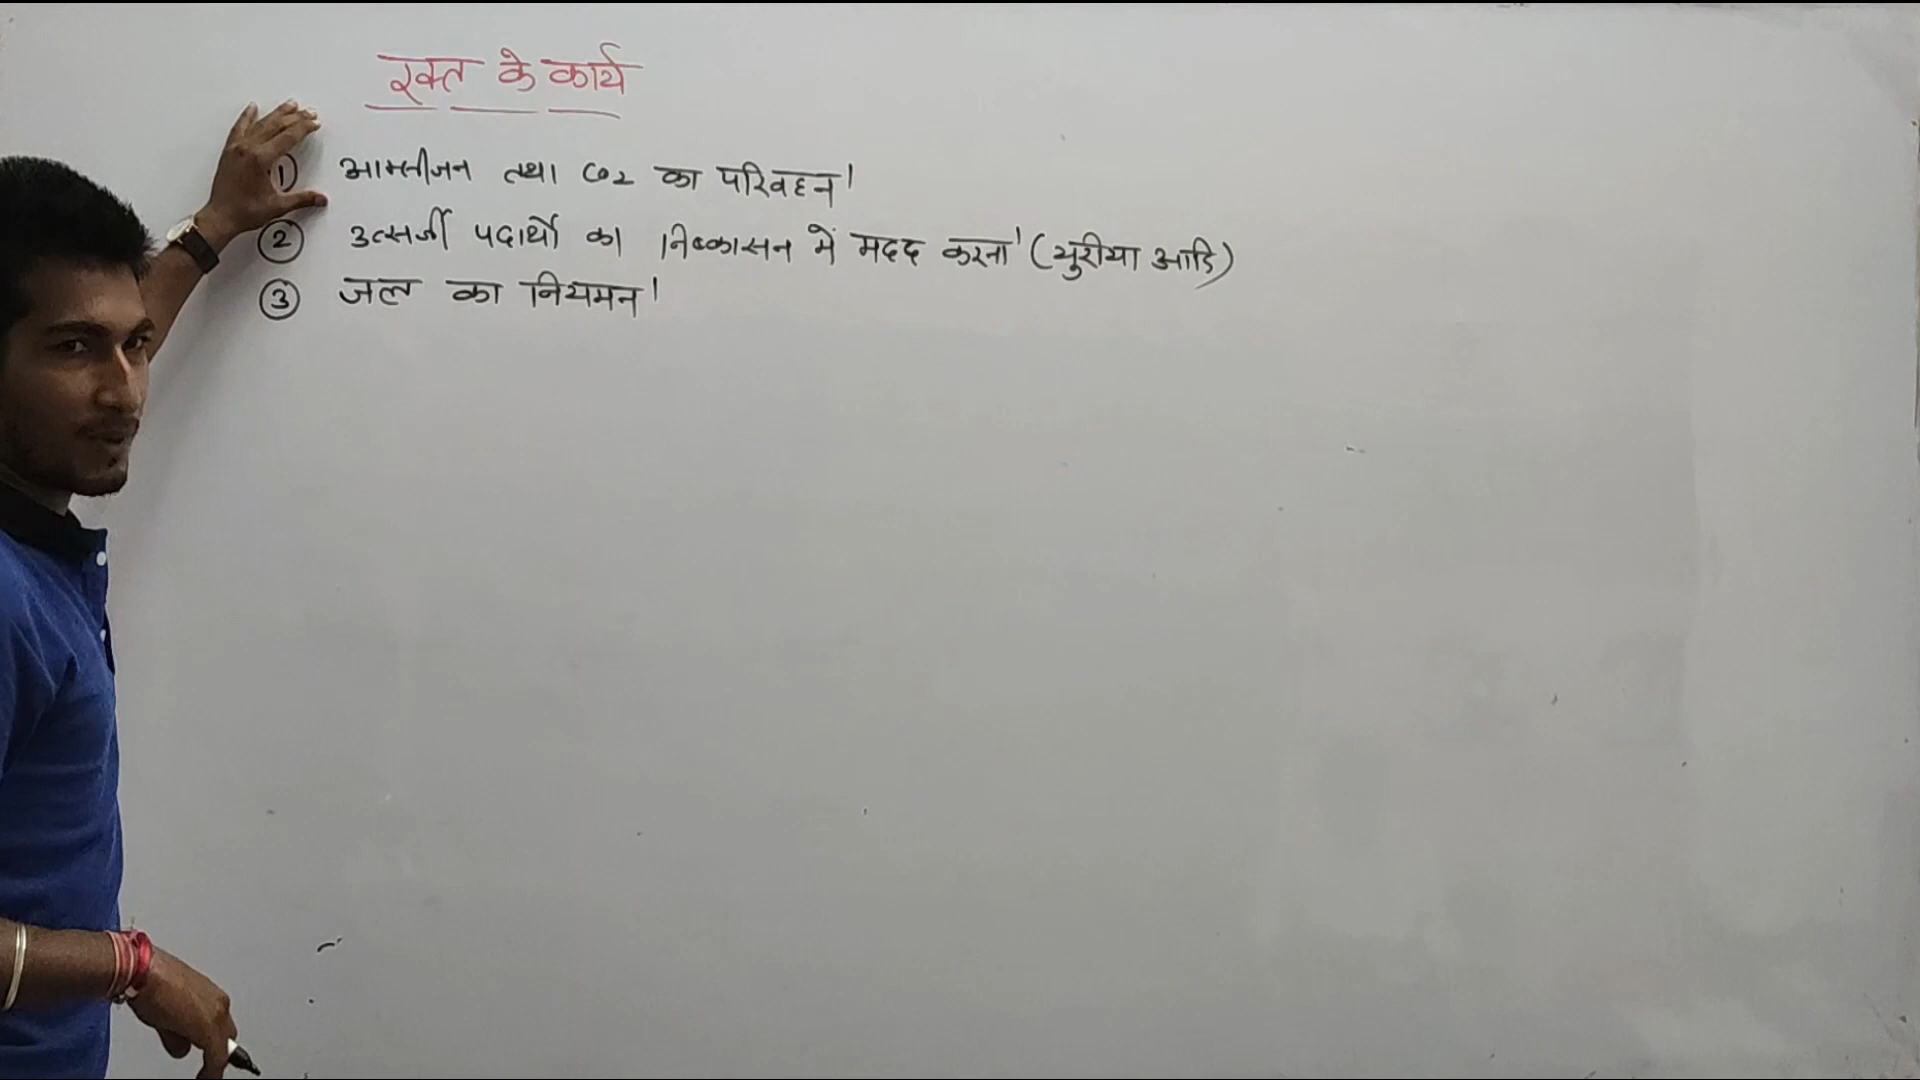 रक्त के कार्य
① आक्सीजन तथा CO2 का परिवहन।
② उत्सर्जी पदार्थो का निष्कासन में मदद करना। (युरीया आदि)
③ जल का नियमन।